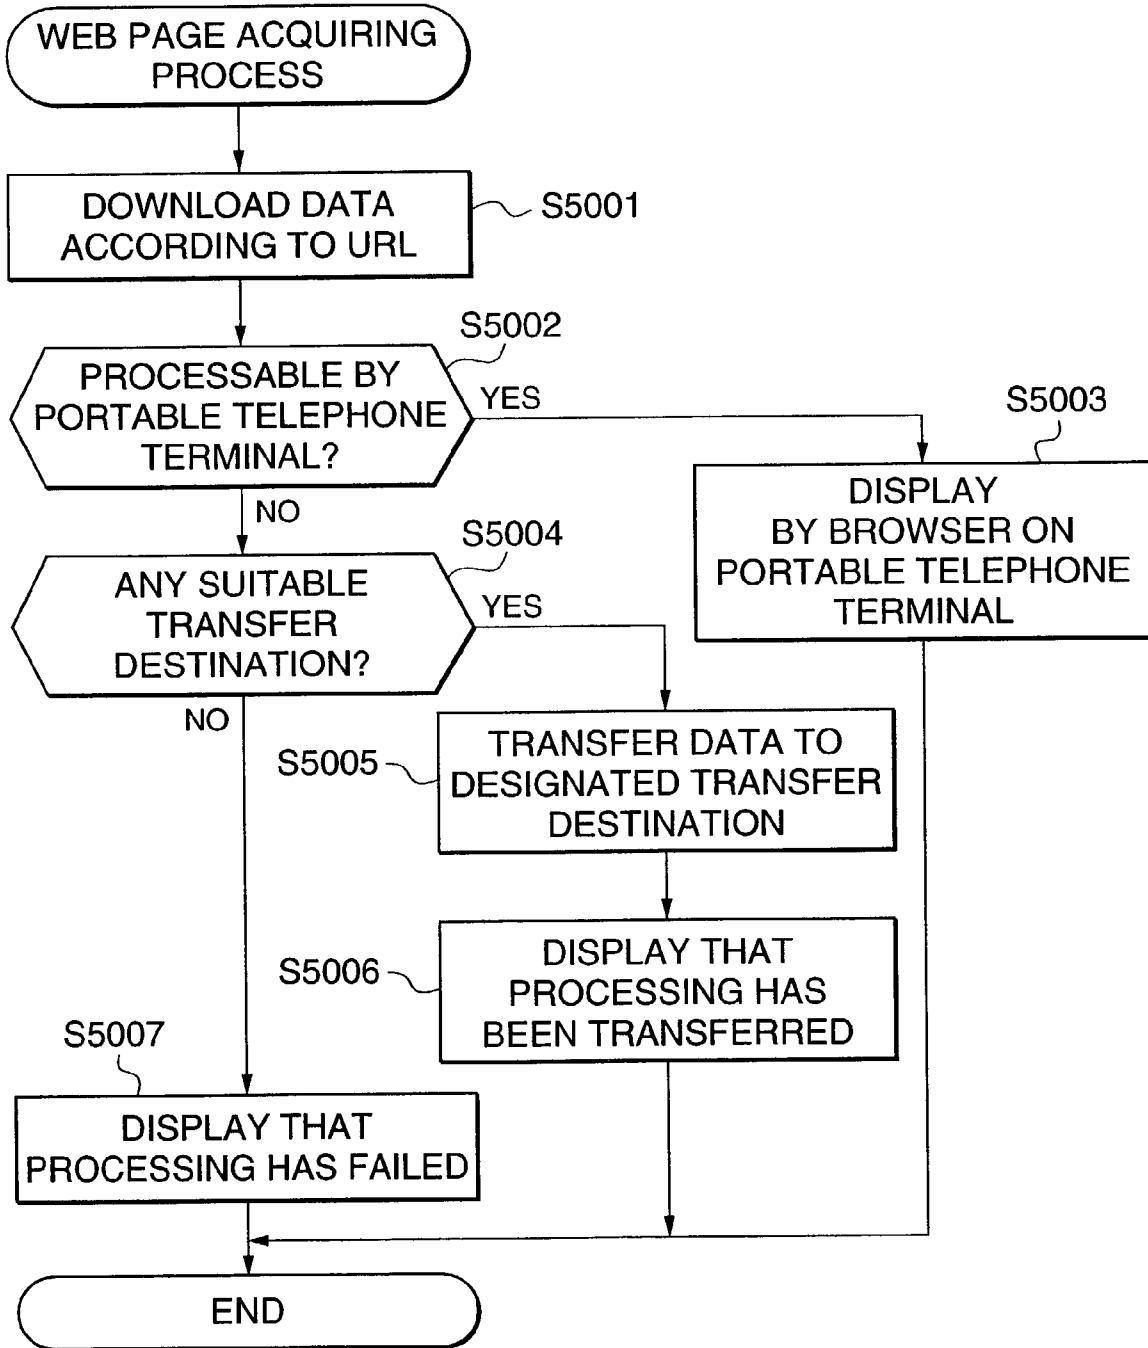 WEB PAGE ACQUIRING
PROCESS
DOWNLOAD DATA
ACCORDING TO URL
S5001
S5002
PROCESSABLE BY
PORTABLE TELEPHONE
TERMINAL?
YES
NO
S5003
DISPLAY
BY BROWSER ON
PORTABLE TELEPHONE
TERMINAL
S5004
ANY SUITABLE
TRANSFER
DESTINATION?
YES
NO
S5005
TRANSFER DATA TO
DESIGNATED TRANSFER
DESTINATION
S5006
DISPLAY THAT
PROCESSING HAS
BEEN TRANSFERRED
S5007
DISPLAY THAT
PROCESSING HAS FAILED
END